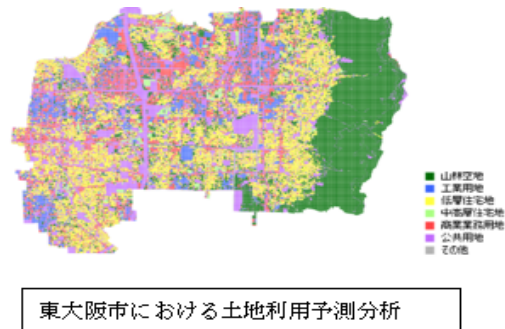 山林空地
工業用地
低層住宅地
中高層住宅地
商業業務用地
公共用地
その他
東大阪市における土地利用予測分析